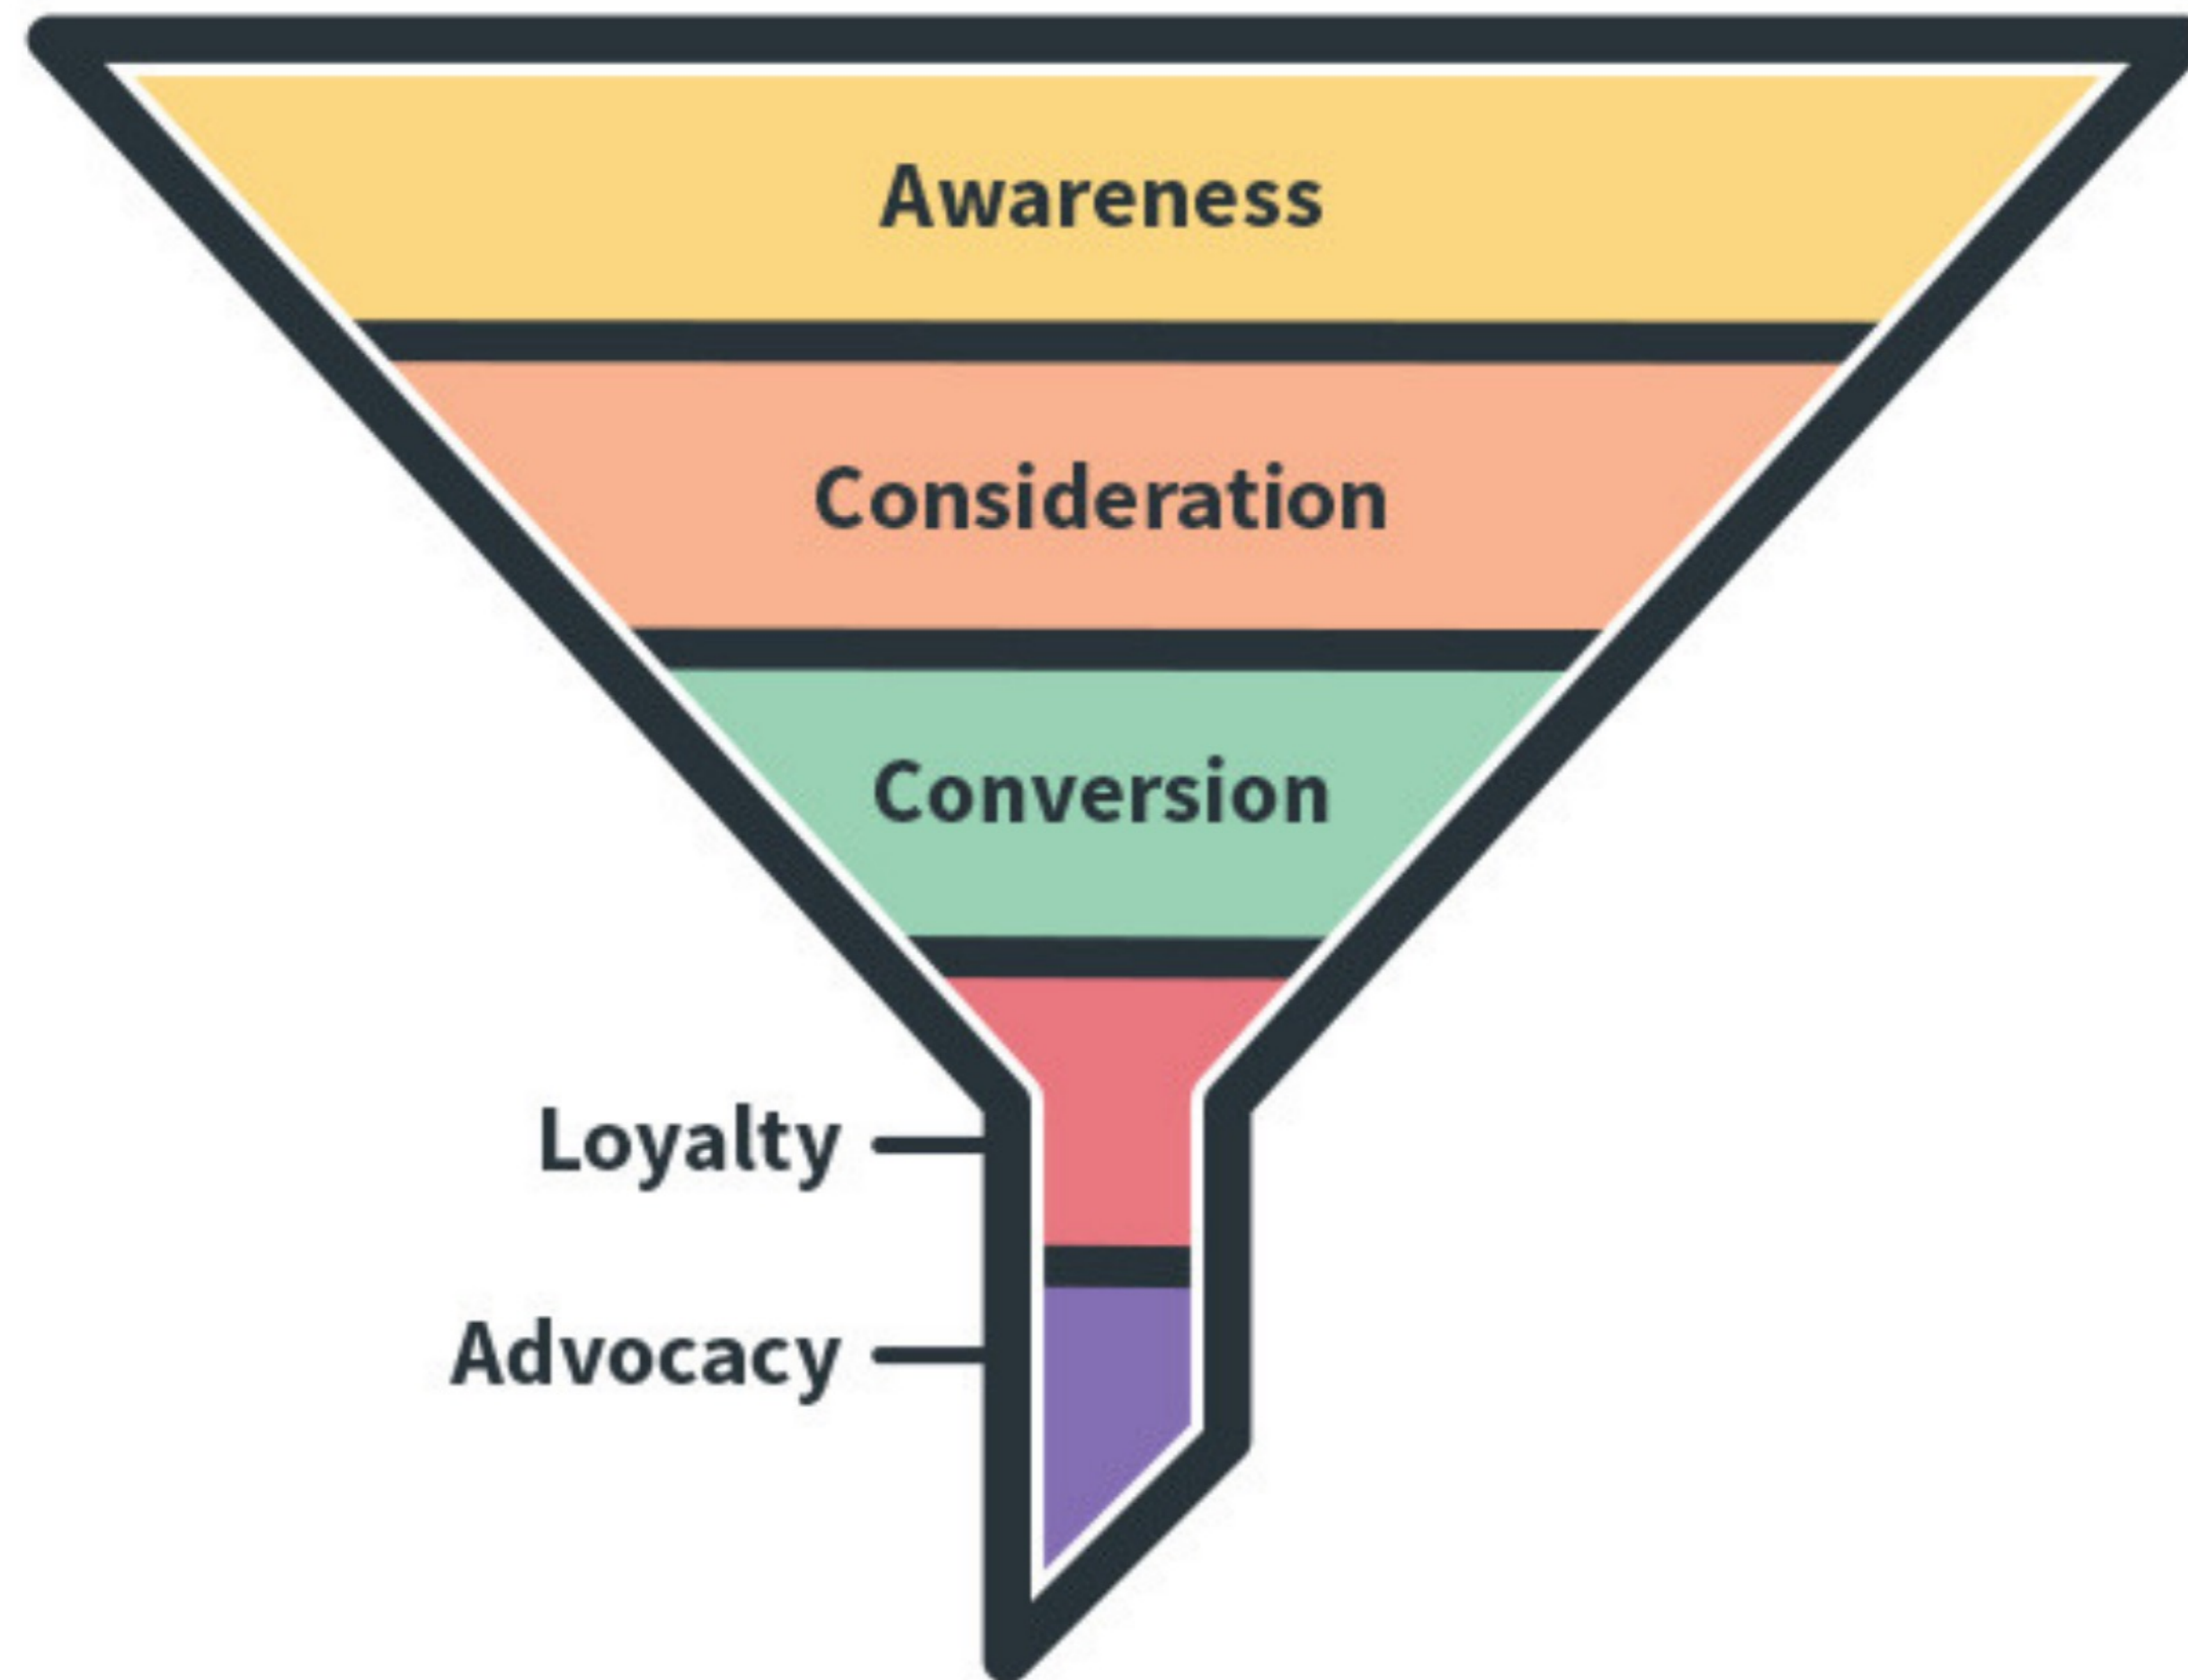 Awareness
Consideration
Conversion
Loyalty
Advocacy